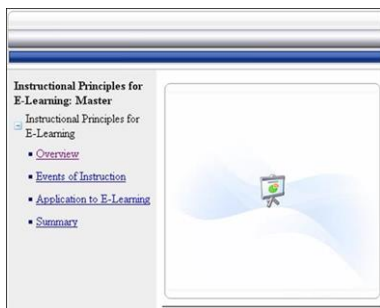 Instructional Principles for
E-Learning: Master
Instructional Principles for
E-Learning
Overview
Events of Instruction
Application to E-Learning
Summary